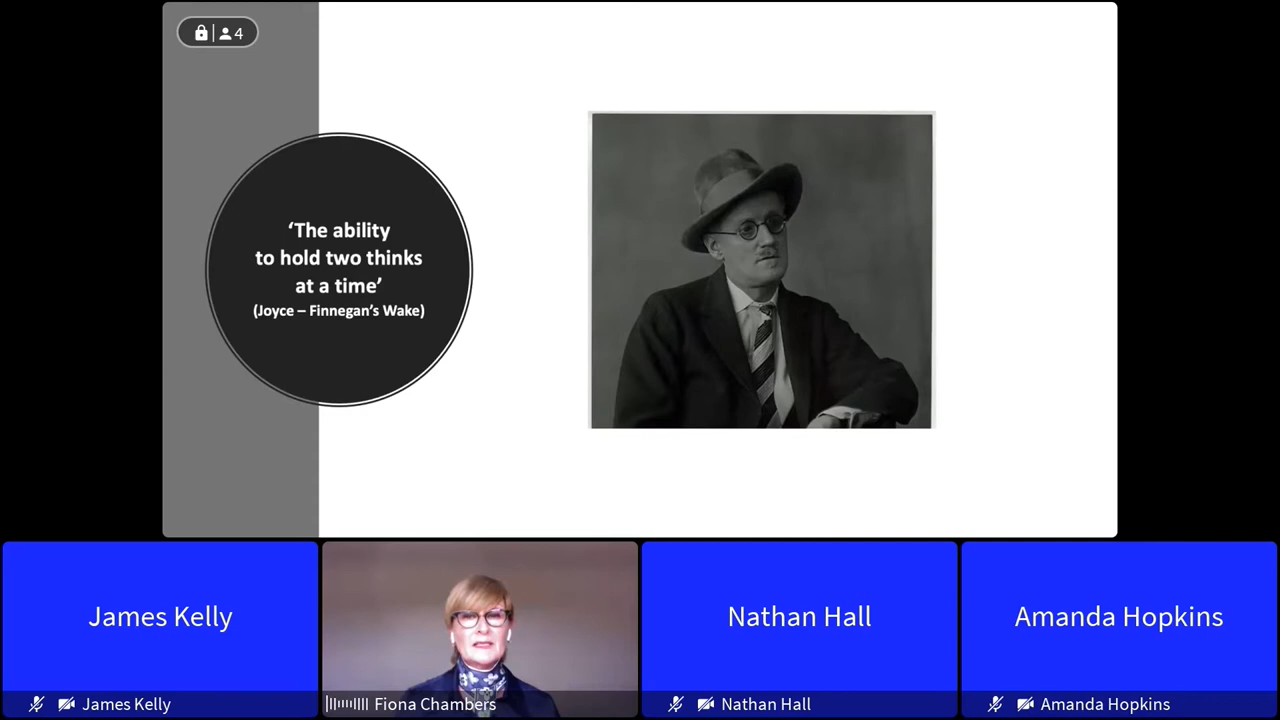 4
‘The ability
to hold two thinks
at a time’
(Joyce – Finnegan’s Wake)
James Kelly
Nathan Hall
Amanda Hopkins
James Kelly
Fiona Chambers
Nathan Hall
Amanda Hopkins